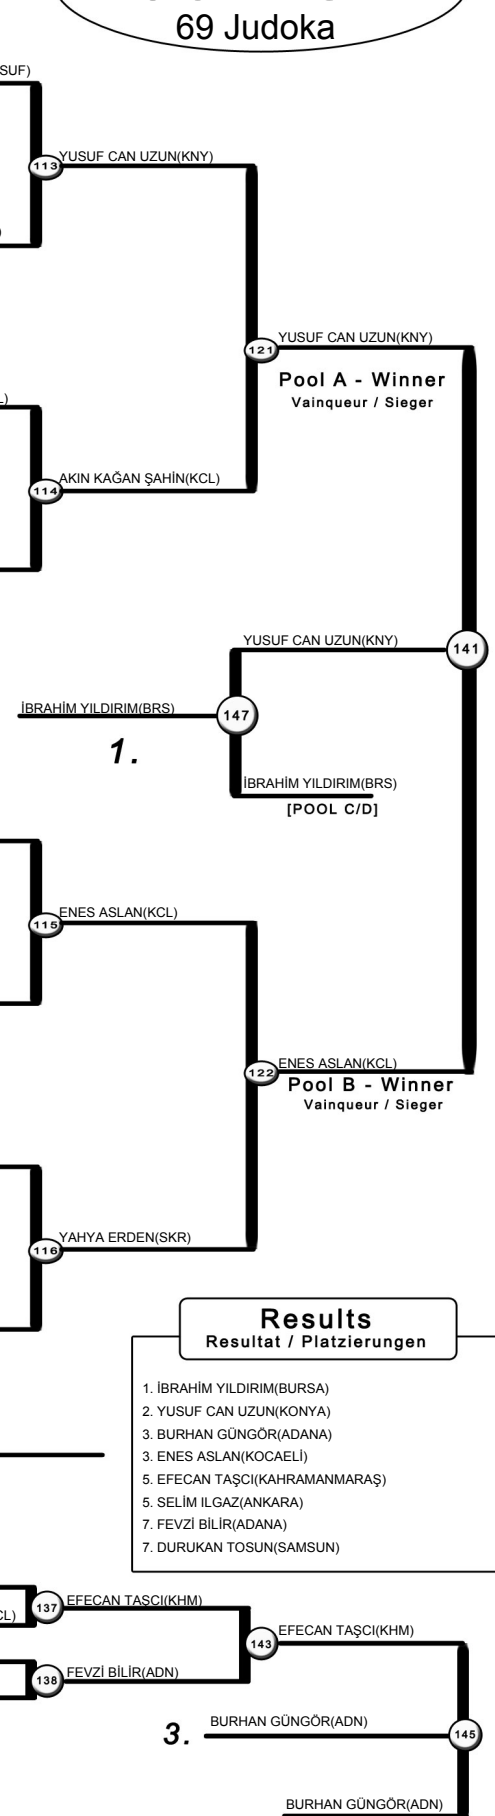 69 Judoka
SUF)
113
YUSUF CAN UZUN(KNY)
)
121
YUSUF CAN UZUN(KNY)
Pool A - Winner
Vainqueur / Sieger
L)
114
AKIN KAĞAN ŞAHİN(KCL)
YUSUF CAN UZUN(KNY)
141
İBRAHİM YILDIRIM(BRS)
147
1.
İBRAHİM YILDIRIM(BRS)
[POOL C/D]
115
ENES ASLAN(KCL)
122
ENES ASLAN(KCL)
Pool B - Winner
Vainqueur / Sieger
116
YAHYA ERDEN(SKR)
Results
Resultat / Platzierungen
1. İBRAHİM YILDIRIM(BURSA)
2. YUSUF CAN UZUN(KONYA)
3. BURHAN GÜNGÖR(ADANA)
3. ENES ASLAN(KOCAELİ)
5. EFECAN TAŞCI(KAHRAMANMARAŞ)
5. SELİM ILGAZ(ANKARA)
7. FEVZİ BİLİR(ADANA)
7. DURUKAN TOSUN(SAMSUN)
CL)
137
EFECAN TAŞCI(KHM)
143
EFECAN TAŞCI(KHM)
138
FEVZİ BİLİR(ADN)
3.
BURHAN GÜNGÖR(ADN)
145
BURHAN GÜNGÖR(ADN)